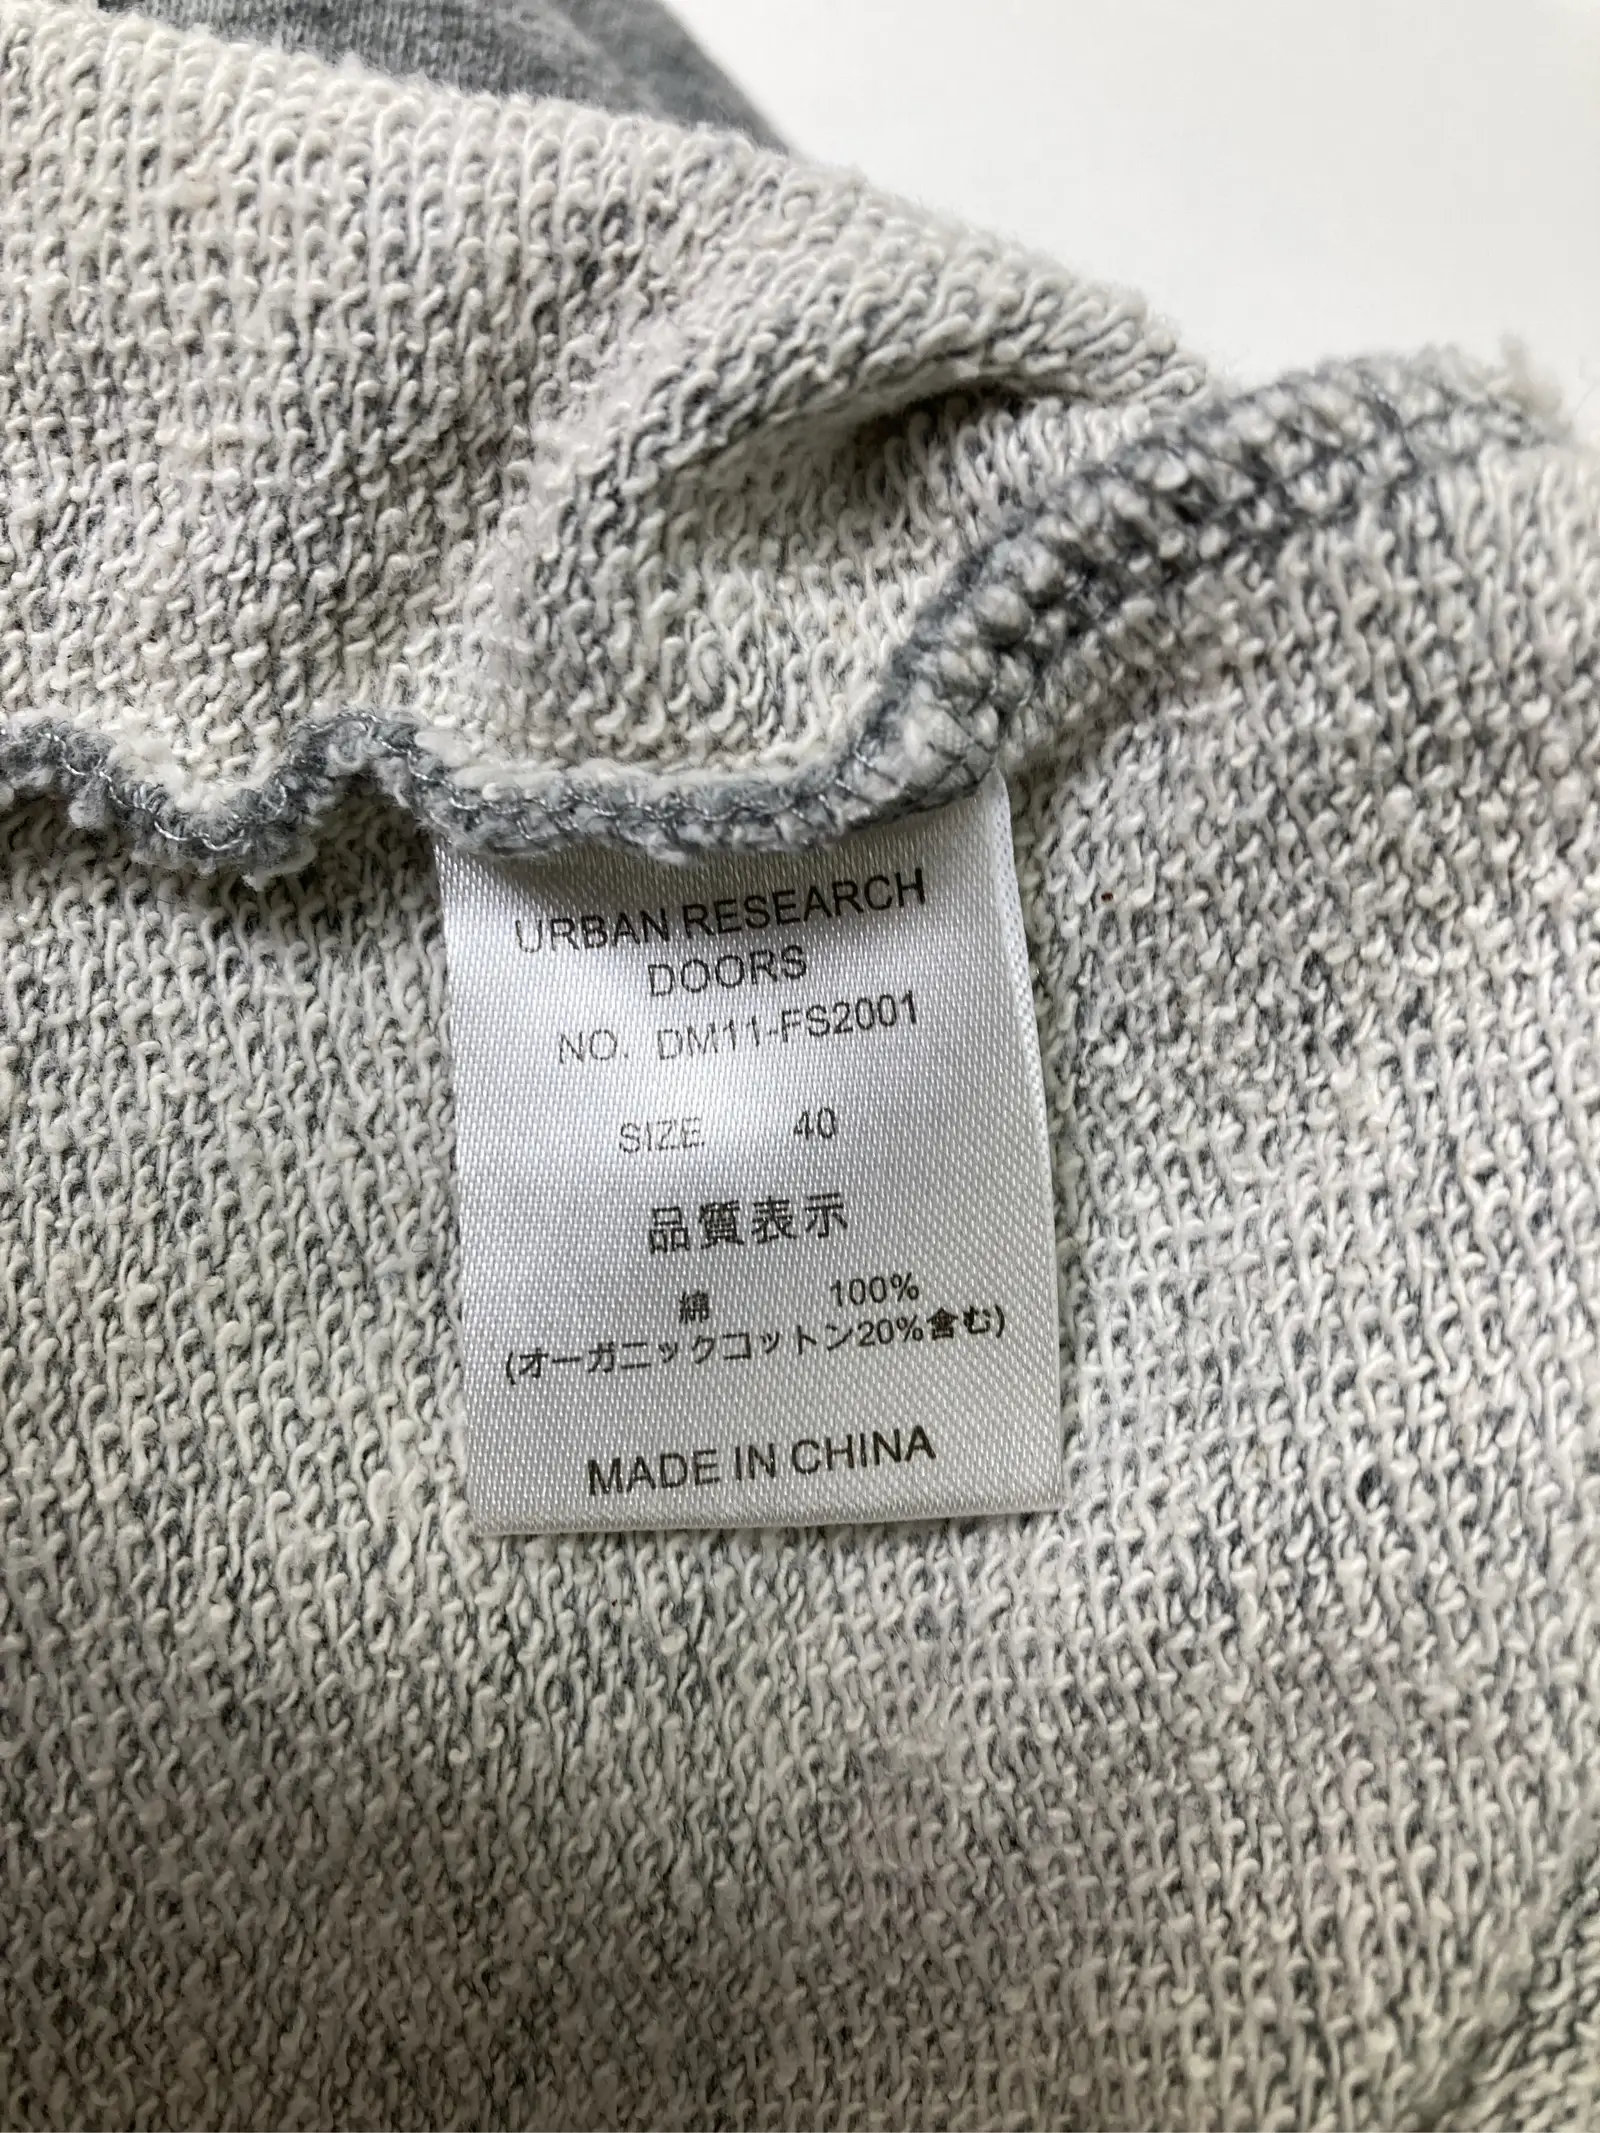 URBAN RESEARCH
DOORS
NO. DM11-FS2001
SIZE 40
品質表示
綿 100%
(オーガニックコットン20%含む)
MADE IN CHINA